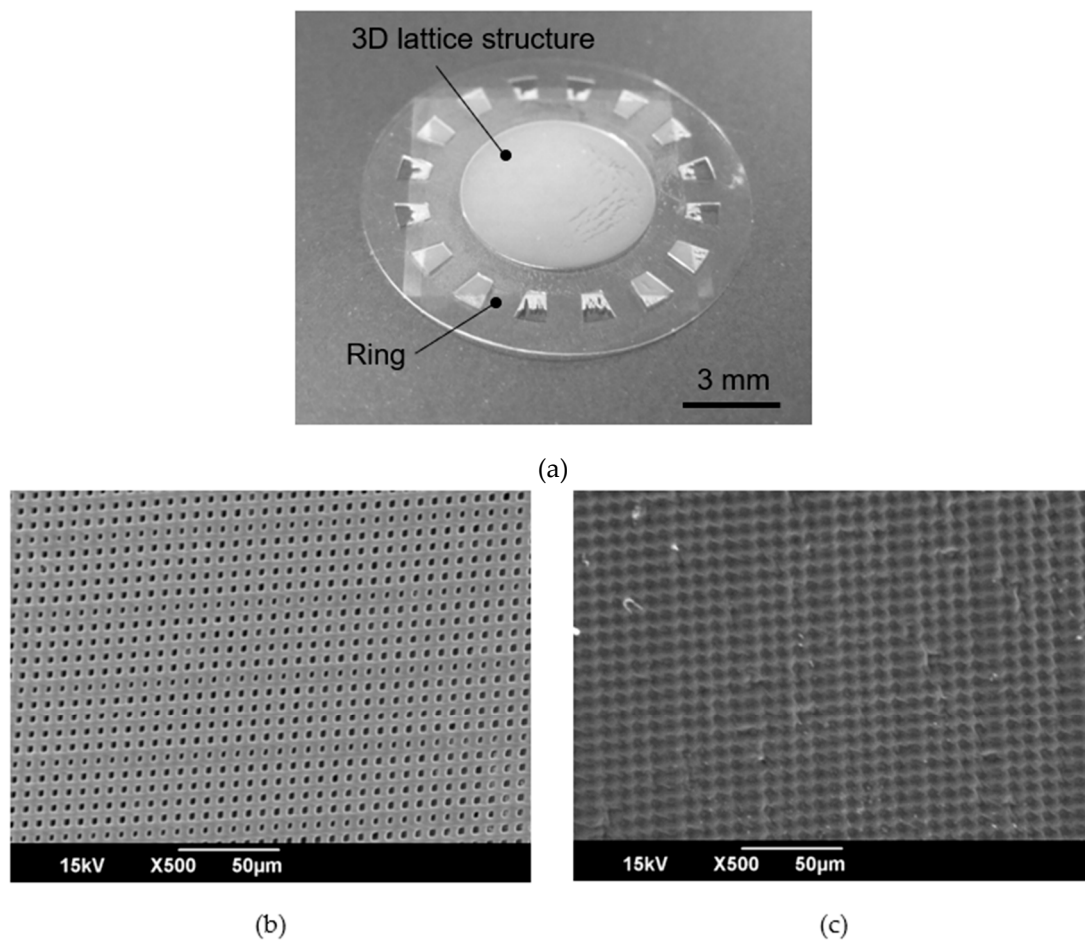 3D lattice structure
Ring
3 mm
(a)
15kV X500 50μm
15kV X500 50μm
(b)
(c)